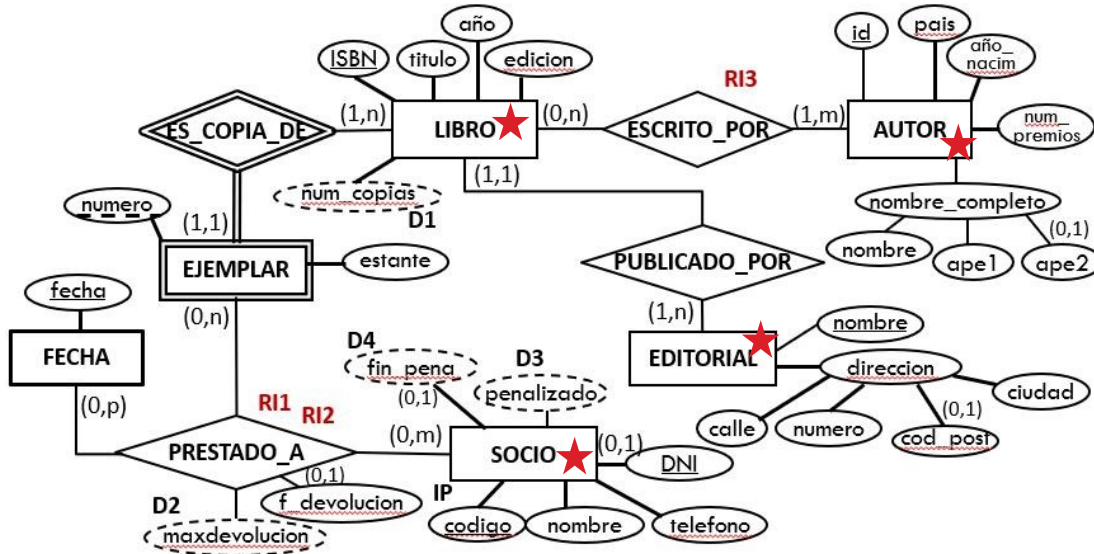 año
id
pais
ISBN
titulo
edicion
año_
nacim
RI3
ES_COPIA_DE
(1,n)
LIBRO
(0,n)
ESCRITO_POR
(1,m)
AUTOR
num_
premios
(1,1)
num_copias
D1
numero
(1,1)
nombre_completo
(0,1)
nombre
ape1
ape2
EJEMPLAR
estante
PUBLICADO_POR
fecha
(0,n)
(1,n)
FECHA
D4
fin_pena
(0,1)
D3
penalizado
EDITORIAL
nombre
direccion
ciudad
(0,p)
RI1
RI2
(0,m)
calle
numero
(0,1)
cod_post
PRESTADO_A
(0,1)
f_devolucion
SOCIO
(0,1)
DNI
D2
maxdevolucion
IP
codigo
nombre
telefono